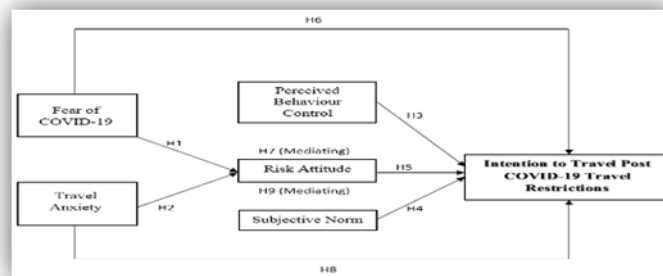 H6
Fear of
COVID-19
Perceived
Behaviour
Control
H3
H1
H7 (Mediating)
Risk Attitude
H5
Intention to Travel Post
COVID-19 Travel
Restrictions
H9 (Mediating)
Travel
Anxiety
H2
H4
Subjective Norm
H8